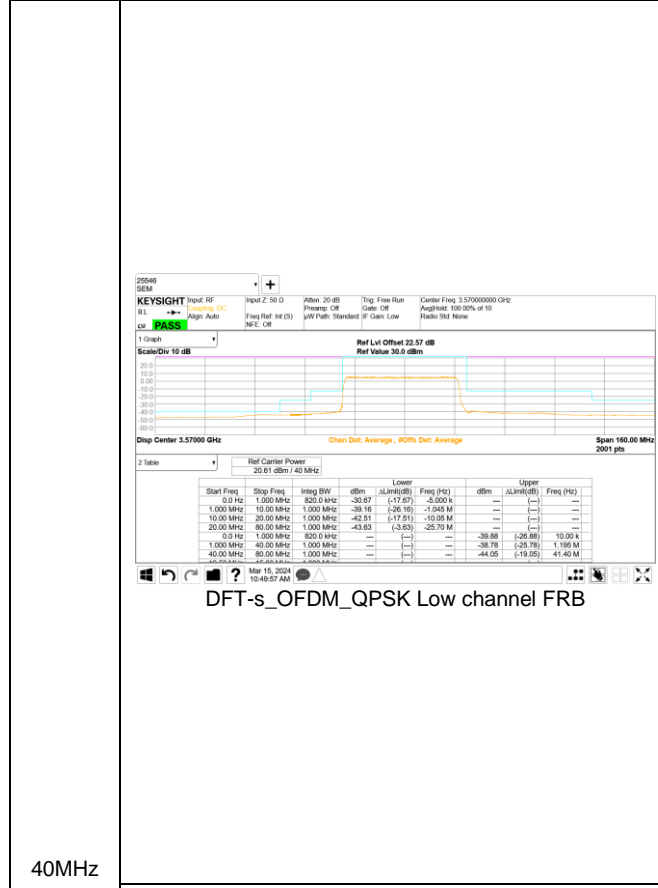 25546
SEM
KEYSIGHT Input: RF Input Z: 50 Ω Atten: 20 dB Trig: Free Run Center Freq: 3.570000000 GHz
R L Coupling: DC Preamp: Off Gate: Off Avg|Hold: 100.00% of 10
Align: Auto Freq Ref: Int (S) µW Path: Standard IF Gain: Low Radio Std: None
PASS NFE: Off
1 Graph Ref Lvl Offset 22.57 dB
Scale/Div 10 dB Ref Value 30.0 dBm
20.0
10.0
0.00
-10.0
-20.0
-30.0
-40.0
-50.0
-60.0
Disp Center 3.57000 GHz Chan Det: Average, #Offs Det: Average Span 160.00 MHz
2001 pts
2 Table Ref Carrier Power
20.61 dBm / 40 MHz
Lower Upper
Start Freq Stop Freq Integ BW dBm ΔLimit(dB) Freq (Hz) dBm ΔLimit(dB) Freq (Hz)
0.0 Hz 1.000 MHz 820.0 kHz -30.67 (-17.67) -5.000 k --- (---) ---
1.000 MHz 10.00 MHz 1.000 MHz -39.16 (-26.16) -1.045 M --- (---) ---
10.00 MHz 20.00 MHz 1.000 MHz -42.51 (-17.51) -10.05 M --- (---) ---
20.00 MHz 80.00 MHz 1.000 MHz -43.63 (-3.63) -25.70 M --- (---) ---
0.0 Hz 1.000 MHz 820.0 kHz --- (---) --- -39.88 (-26.88) 10.00 k
1.000 MHz 40.00 MHz 1.000 MHz --- (---) --- -38.78 (-25.78) 1.195 M
40.00 MHz 80.00 MHz 1.000 MHz --- (---) --- -44.05 (-19.05) 41.40 M
? Mar 15, 2024
10:49:57 AM
DFT-s_OFDM_QPSK Low channel FRB
40MHz